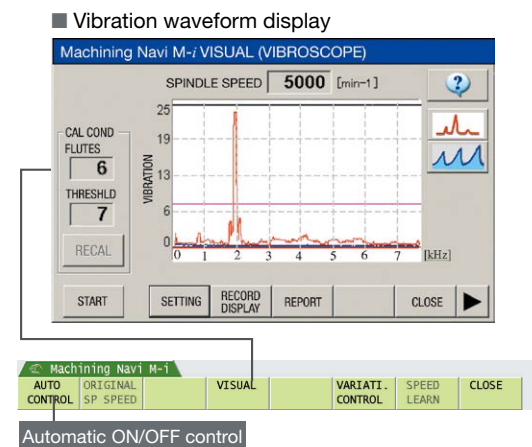 ■ Vibration waveform display
Machining Navi M-i VISUAL (VIBROSCOPE)
SPINDLE SPEED 5000 [min-1]
CAL COND
FLUTES
6
THRESHLD
7
RECAL
VIBRATION
25
19
13
6
0
0 1 2 3 4 5 6 7 [kHz]
?
START SETTING RECORD DISPLAY REPORT CLOSE
Machining Navi M-i
AUTO CONTROL ORIGINAL SP SPEED VISUAL VARIATI. CONTROL SPEED LEARN CLOSE
Automatic ON/OFF control